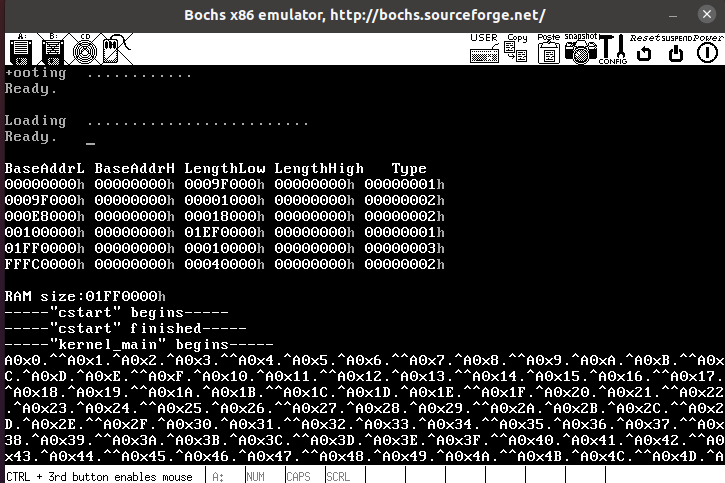 Bochs x86 emulator, http://bochs.sourceforge.net/
A: B: CD USER Copy Paste snapshot CONFIG Reset SUSPEND Power
+ooting ............
Ready.
Loading .........................
Ready. _
BaseAddrL BaseAddrH LengthLow LengthHigh Type
00000000h 00000000h 0009F000h 00000000h 00000001h
0009F000h 00000000h 00001000h 00000000h 00000002h
000E8000h 00000000h 00018000h 00000000h 00000002h
00100000h 00000000h 01EF0000h 00000000h 00000001h
01FF0000h 00000000h 00010000h 00000000h 00000003h
FFFC0000h 00000000h 00040000h 00000000h 00000002h
RAM size:01FF0000h
-----"cstart" begins-----
-----"cstart" finished-----
-----"kernel_main" begins-----
A0x0.^^A0x1.^A0x2.^A0x3.^^A0x4.^A0x5.^A0x6.^^A0x7.^A0x8.^^A0x9.^A0xA.^A0xB.^^A0x
C.^A0xD.^A0xE.^^A0xF.^A0x10.^A0x11.^^A0x12.^A0x13.^^A0x14.^A0x15.^A0x16.^^A0x17.
^A0x18.^A0x19.^^A0x1A.^A0x1B.^^A0x1C.^A0x1D.^A0x1E.^^A0x1F.^A0x20.^A0x21.^^A0x22
.^A0x23.^A0x24.^^A0x25.^A0x26.^^A0x27.^A0x28.^A0x29.^^A0x2A.^A0x2B.^A0x2C.^^A0x2
D.^A0x2E.^^A0x2F.^A0x30.^A0x31.^^A0x32.^A0x33.^A0x34.^^A0x35.^A0x36.^A0x37.^^A0x
38.^A0x39.^^A0x3A.^A0x3B.^A0x3C.^^A0x3D.^A0x3E.^A0x3F.^^A0x40.^A0x41.^A0x42.^^A0
x43.^A0x44.^^A0x45.^A0x46.^A0x47.^^A0x48.^A0x49.^A0x4A.^^A0x4B.^A0x4C.^^A0x4D.^A
CTRL + 3rd button enables mouse A: NUM CAPS SCRL